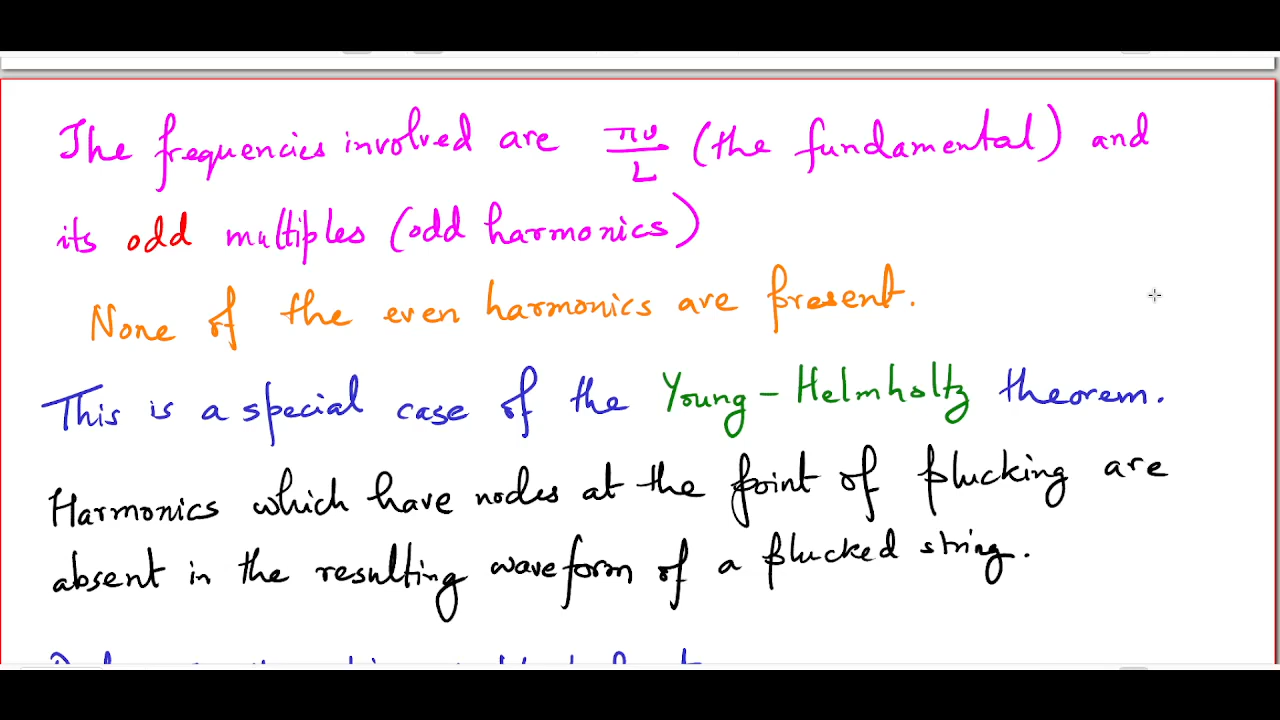 The frequencies involved are πv/L (the fundamental) and
its odd multiples (odd harmonics)
None of the even harmonics are present.
This is a special case of the Young-Helmholtz theorem.
Harmonics which have nodes at the point of plucking are
absent in the resulting waveform of a plucked string.